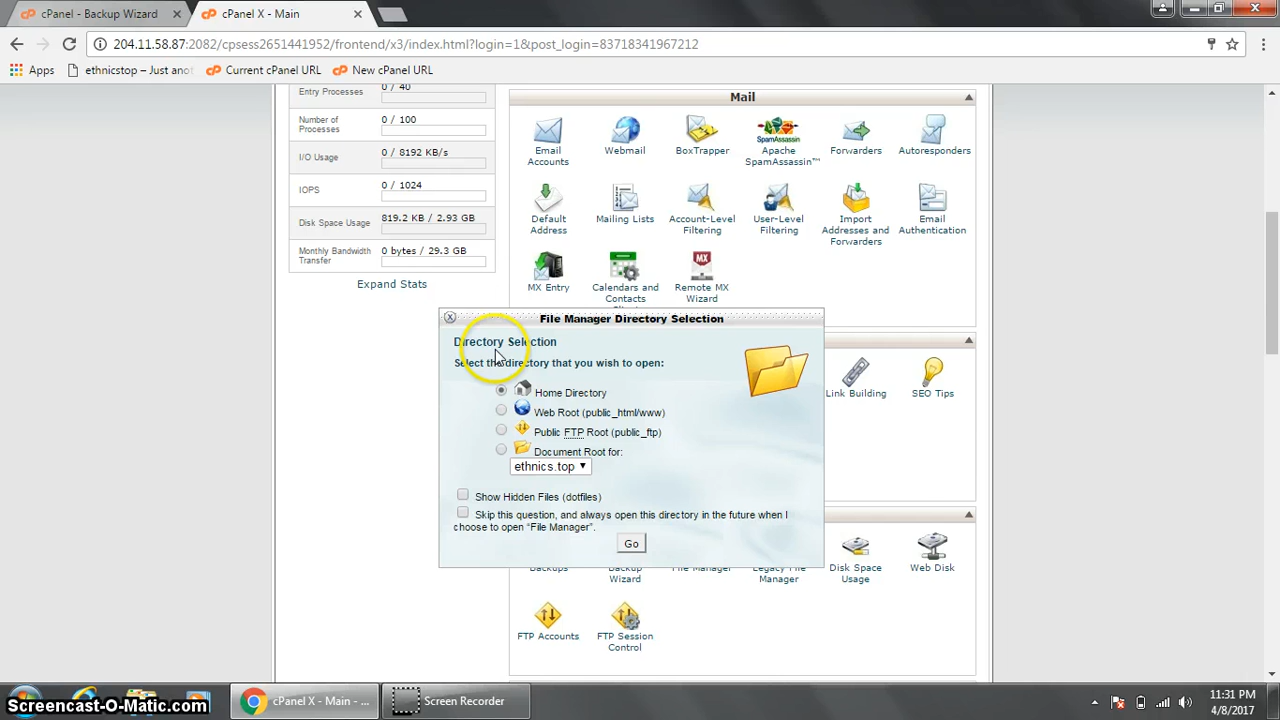 cPanel - Backup Wizard
cPanel X - Main
204.11.58.87:2082/cpsess2651441952/frontend/x3/index.html?login=1&post_login=83718341967212
Apps
ethnicstop – Just anot
Current cPanel URL
New cPanel URL
Entry Processes
0 / 40
Number of
Processes
0 / 100
I/O Usage
0 / 8192 KB/s
IOPS
0 / 1024
Disk Space Usage
819.2 KB / 2.93 GB
Monthly Bandwidth
Transfer
0 bytes / 29.3 GB
Expand Stats
Mail
Email
Accounts
Webmail
BoxTrapper
Apache
SpamAssassin™
Forwarders
Autoresponders
Default
Address
Mailing Lists
Account-Level
Filtering
User-Level
Filtering
Import
Addresses and
Forwarders
Email
Authentication
MX Entry
Calendars and
Contacts
Remote MX
Wizard
File Manager Directory Selection
Directory Selection
Select the directory that you wish to open:
Home Directory
Web Root (public_html/www)
Public FTP Root (public_ftp)
Document Root for:
ethnics.top
Show Hidden Files (dotfiles)
Skip this question, and always open this directory in the future when I
choose to open "File Manager".
Go
Link Building
SEO Tips
Backups
Backup
Wizard
File Manager
Legacy File
Manager
Disk Space
Usage
Web Disk
FTP Accounts
FTP Session
Control
cPanel X - Main - ...
Screen Recorder
11:31 PM
4/8/2017
Screencast-O-Matic.com